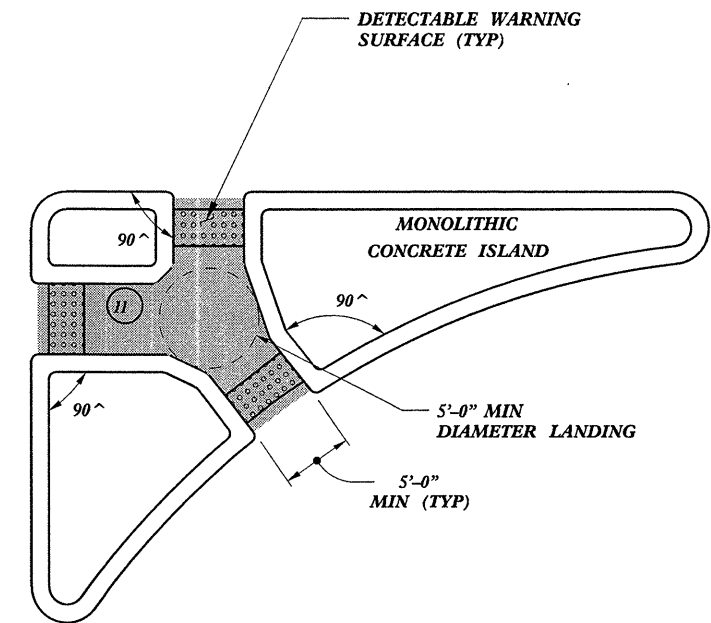 DETECTABLE WARNING
SURFACE (TYP)
90^
MONOLITHIC
CONCRETE ISLAND
11
90^
90^
5'–0" MIN
DIAMETER LANDING
5'–0"
MIN (TYP)